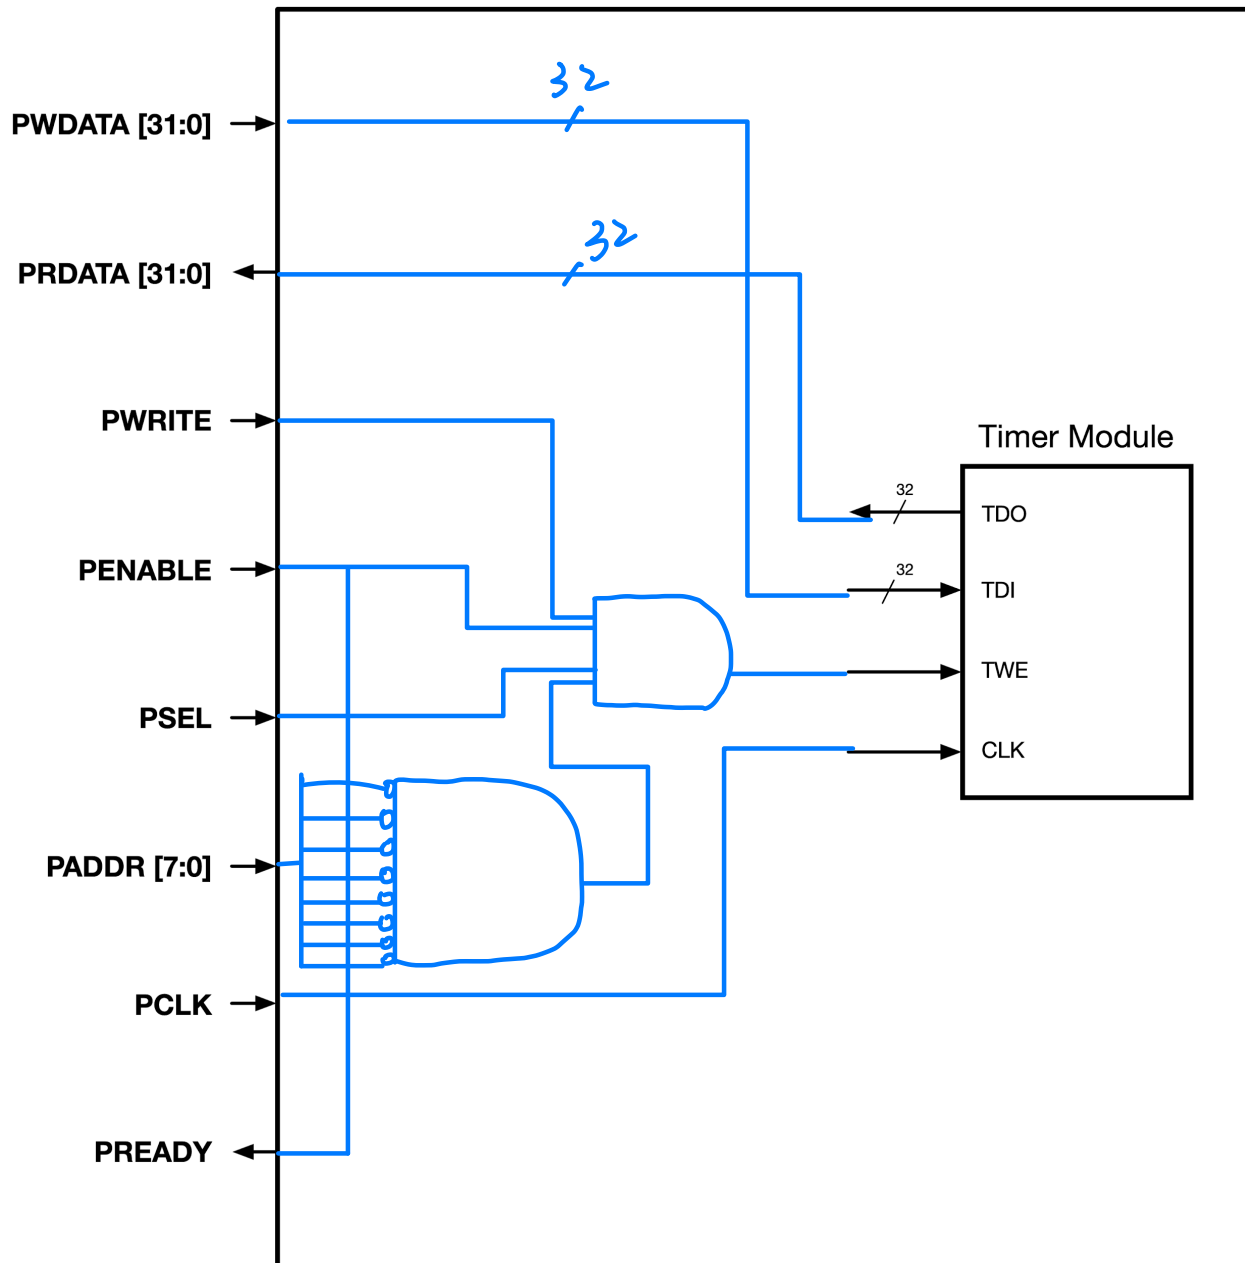 32
PWDATA [31:0]
32
PRDATA [31:0]
PWRITE
Timer Module
32
TDO
PENABLE
32
TDI
TWE
PSEL
CLK
PADDR [7:0]
PCLK
PREADY